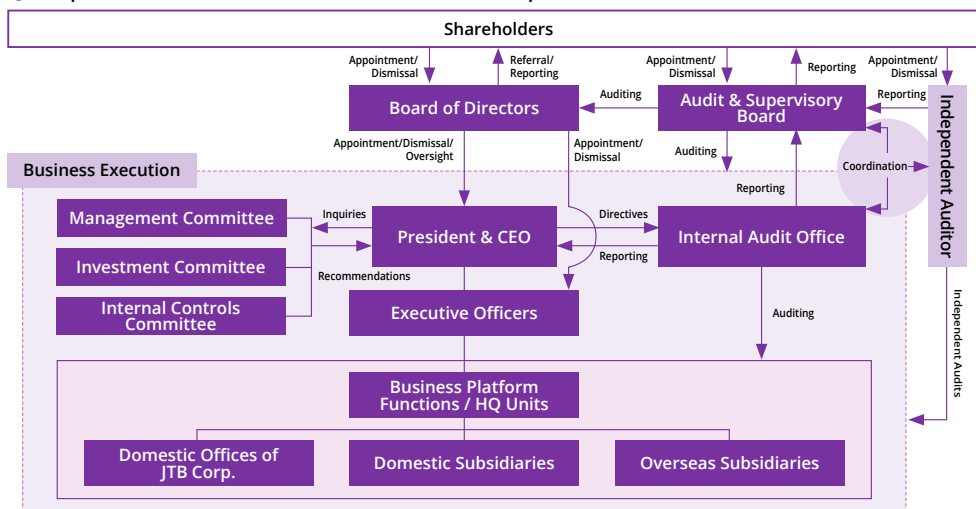 Shareholders
Appointment/
Dismissal
Referral/
Reporting
Appointment/
Dismissal
Reporting
Appointment/
Dismissal
Board of Directors
Auditing
Audit & Supervisory
Board
Reporting
Independent Auditor
Appointment/Dismissal/
Oversight
Appointment/
Dismissal
Auditing
Reporting
Coordination
Business Execution
Management Committee
Investment Committee
Internal Controls
Committee
Inquiries
Recommendations
President & CEO
Directives
Reporting
Internal Audit Office
Executive Officers
Auditing
Independent Audits
Business Platform
Functions / HQ Units
Domestic Offices of
JTB Corp.
Domestic Subsidiaries
Overseas Subsidiaries